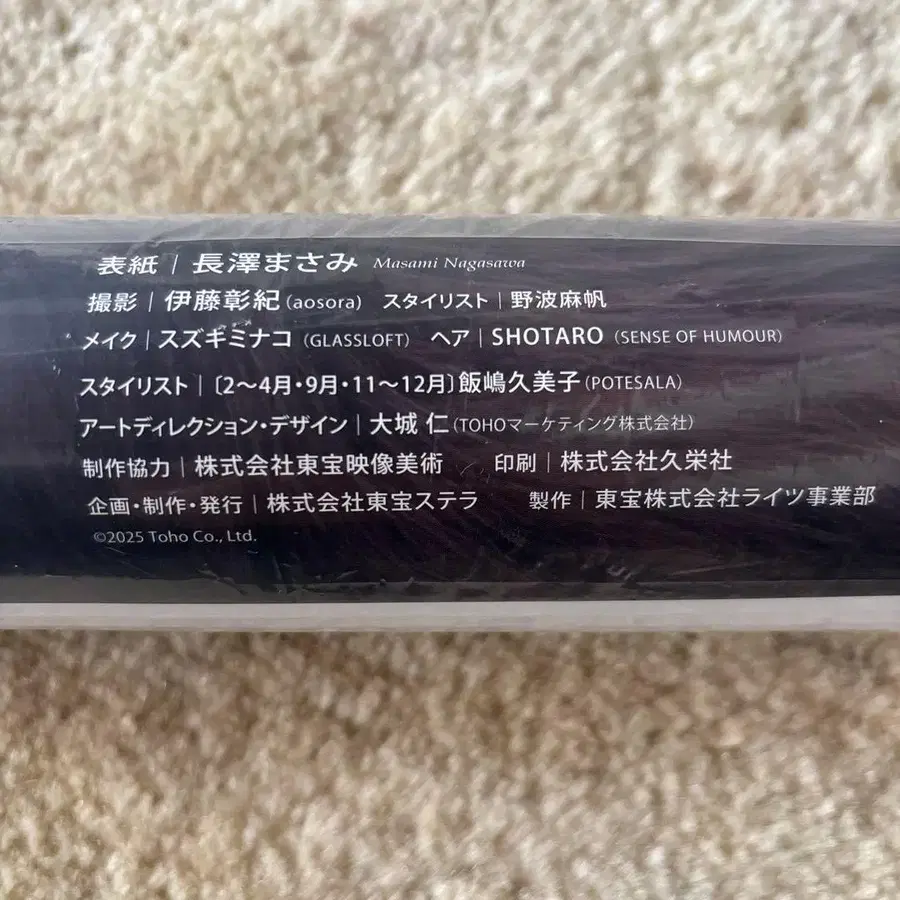 表紙 | 長澤まさみ Masami Nagasawa
撮影 | 伊藤彰紀(aosora) スタイリスト | 野波麻帆
メイク | スズギミナコ(GLASSLOFT) ヘア | SHOTARO(SENSE OF HUMOUR)
スタイリスト | 〔2〜4月・9月・11〜12月〕飯嶋久美子(POTESALA)
アートディレクション・デザイン | 大城 仁(TOHOマーケティング株式会社)
制作協力 | 株式会社東宝映像美術 印刷 | 株式会社久栄社
企画・制作・発行 | 株式会社東宝ステラ 製作 | 東宝株式会社ライツ事業部
©2025 Toho Co., Ltd.